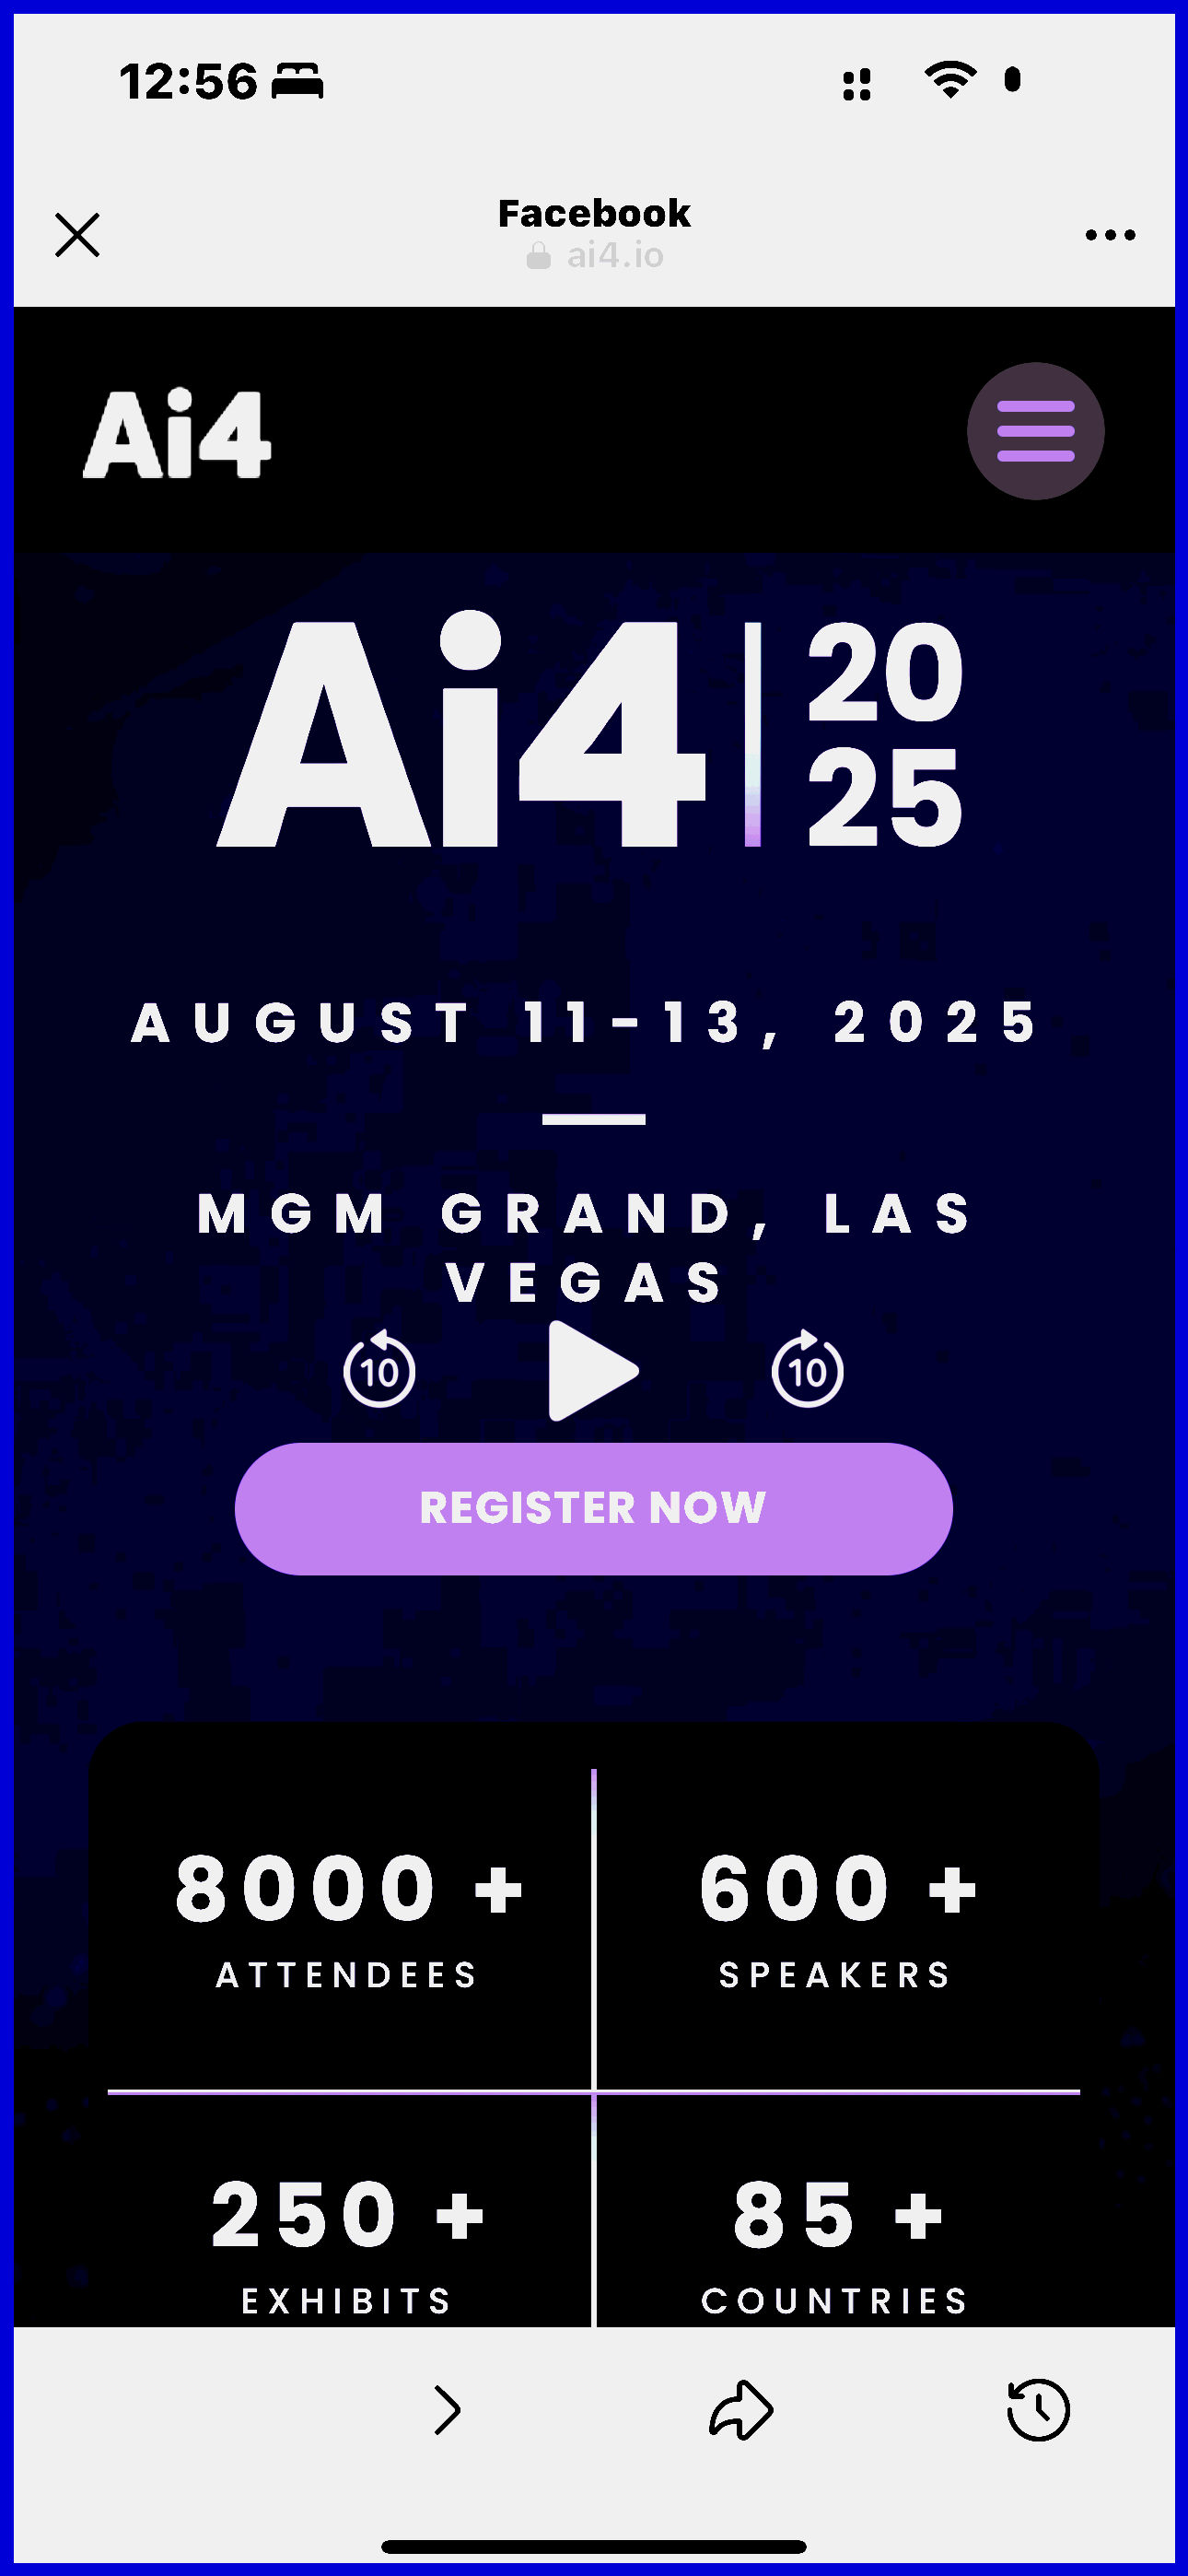 12:56
Facebook
ai4.io
Ai4
Ai4 20
25
AUGUST 11-13, 2025
MGM GRAND, LAS
VEGAS
10 10
REGISTER NOW
8000 + 600 +
ATTENDEES SPEAKERS
250 + 85 +
EXHIBITS COUNTRIES